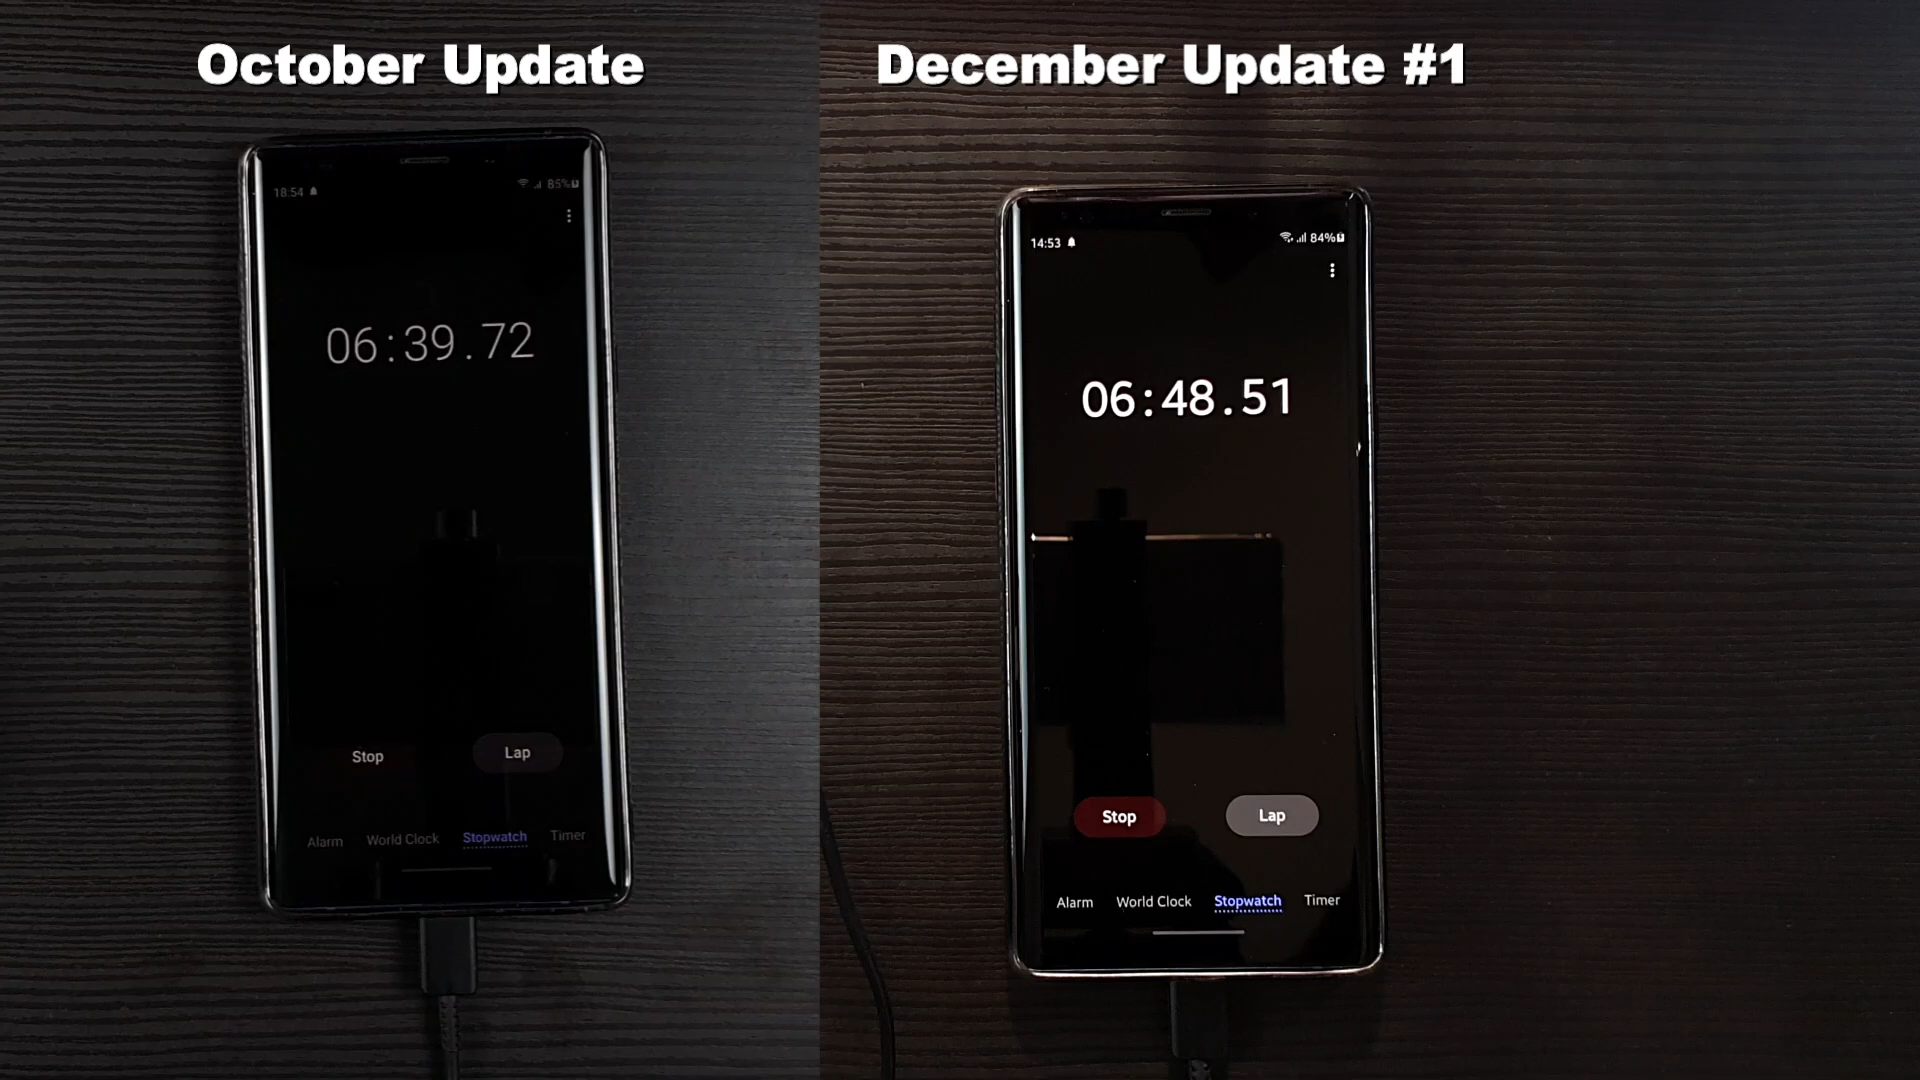 October Update
18:54
85%
06:39.72
Stop
Lap
Alarm World Clock Stopwatch Timer
December Update #1
14:53
84%
06:48.51
Stop
Lap
Alarm World Clock Stopwatch Timer